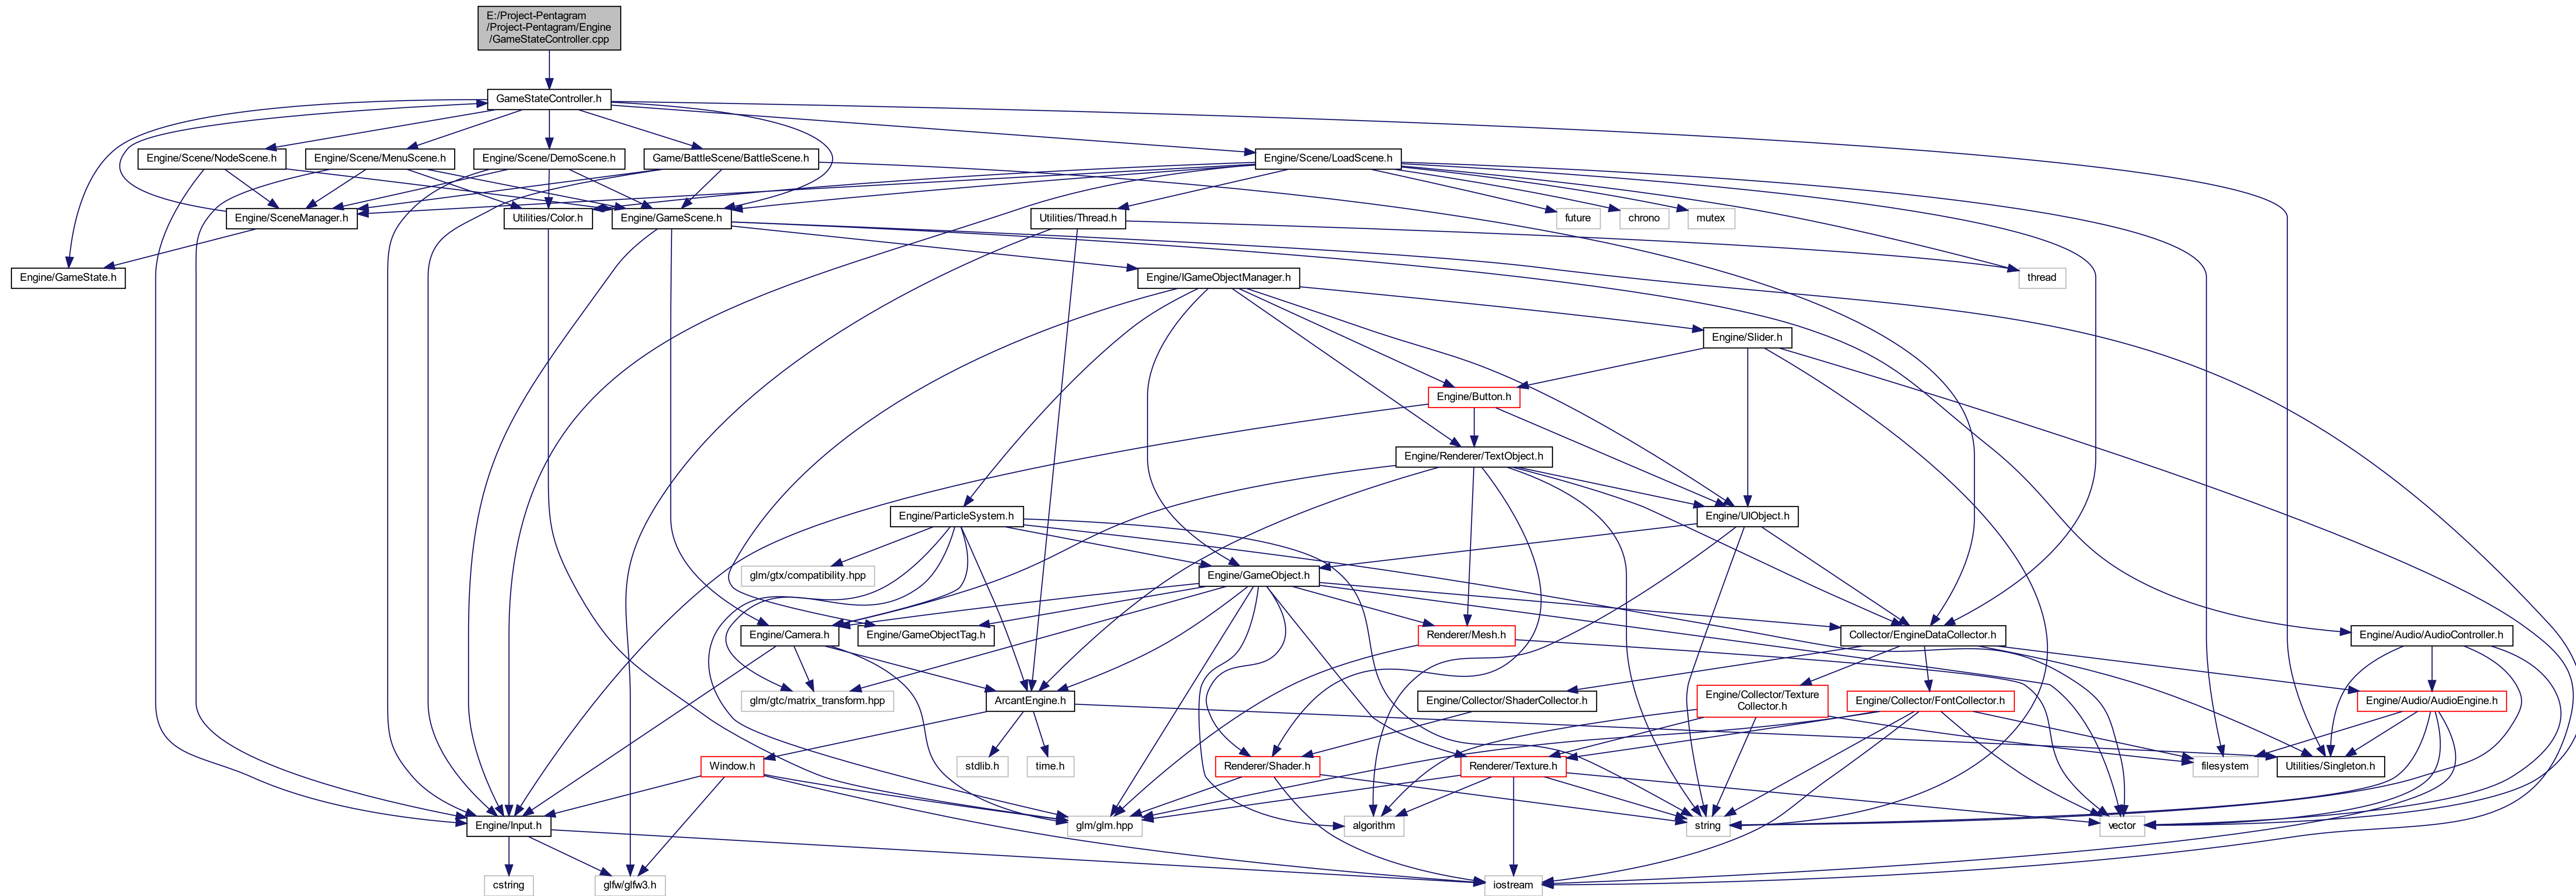 E:/Project-Pentagram
/Project-Pentagram/Engine
/GameStateController.cpp
GameStateController.h
Engine/Scene/NodeScene.h
Engine/Scene/MenuScene.h
Engine/Scene/DemoScene.h
Game/BattleScene/BattleScene.h
Engine/Scene/LoadScene.h
Engine/SceneManager.h
Utilities/Color.h
Engine/GameScene.h
Utilities/Thread.h
future
chrono
mutex
Engine/GameState.h
Engine/IGameObjectManager.h
thread
Engine/Slider.h
Engine/Button.h
Engine/Renderer/TextObject.h
Engine/ParticleSystem.h
Engine/UIObject.h
glm/gtx/compatibility.hpp
Engine/GameObject.h
Engine/Camera.h
Engine/GameObjectTag.h
Renderer/Mesh.h
Collector/EngineDataCollector.h
Engine/Audio/AudioController.h
glm/gtc/matrix_transform.hpp
ArcantEngine.h
Engine/Collector/ShaderCollector.h
Engine/Collector/Texture
Collector.h
Engine/Collector/FontCollector.h
Engine/Audio/AudioEngine.h
Window.h
stdlib.h
time.h
Renderer/Shader.h
Renderer/Texture.h
filesystem
Utilities/Singleton.h
Engine/Input.h
glm/glm.hpp
algorithm
string
vector
cstring
glfw/glfw3.h
iostream